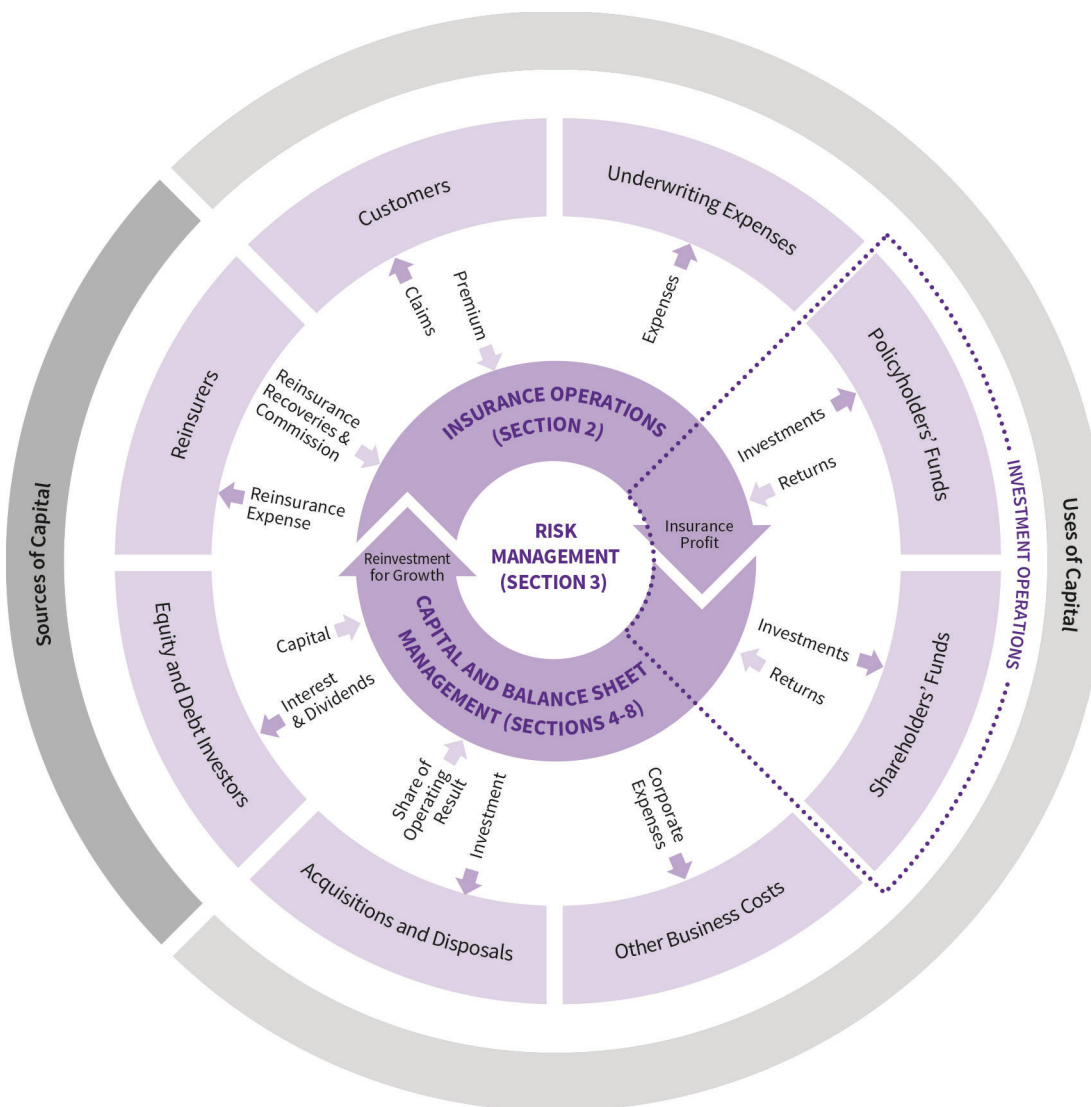 Customers
Underwriting Expenses
Claims
Premium
Expenses
Reinsurers
Reinsurance
Recoveries &
Commission
Reinsurance
Expense
INSURANCE OPERATIONS
(SECTION 2)
Policyholders’ Funds
Investments
Returns
Insurance
Profit
RISK
MANAGEMENT
(SECTION 3)
Reinvestment
for Growth
CAPITAL AND BALANCE SHEET
MANAGEMENT (SECTIONS 4-8)
Sources of Capital
Uses of Capital
INVESTMENT OPERATIONS
Equity and Debt Investors
Capital
Interest
& Dividends
Investments
Returns
Shareholders’ Funds
Share of
Operating
Result
Investment
Corporate
Expenses
Acquisitions and Disposals
Other Business Costs